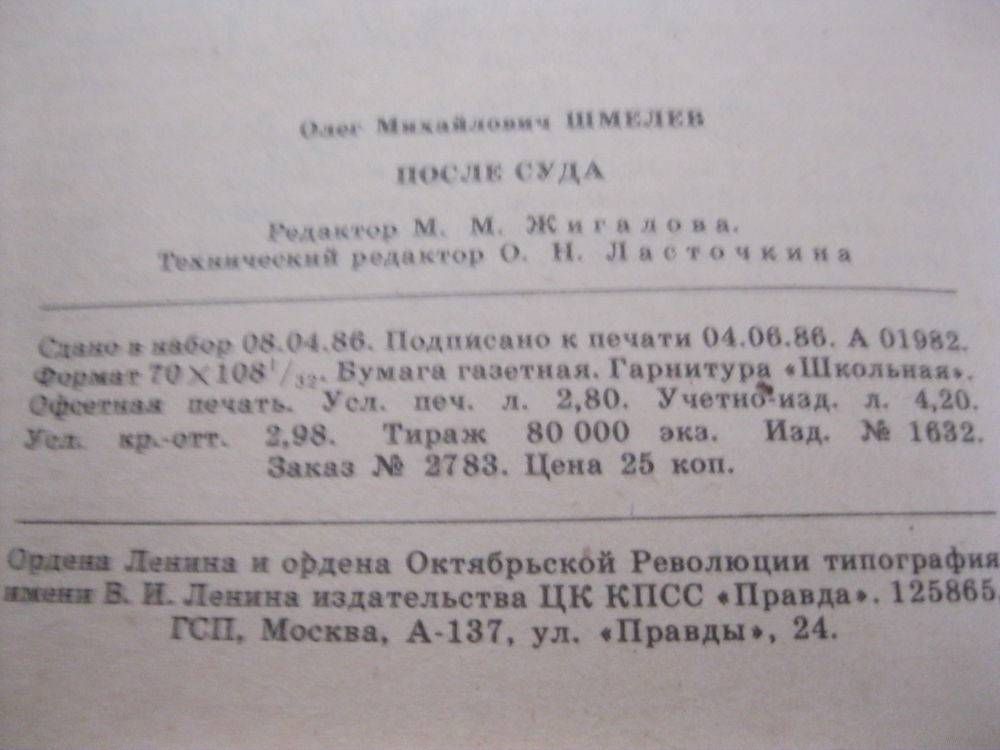 Олег Михайлович ШМЕЛЕВ
ПОСЛЕ СУДА
Редактор М. М. Жигалова.
Технический редактор О. Н. Ласточкина
Сдано в набор 08.04.86. Подписано к печати 04.06.86. А 01982.
Формат 70×108¹/₃₂. Бумага газетная. Гарнитура «Школьная».
Офсетная печать. Усл. печ. л. 2,80. Учетно-изд. л. 4,20.
Усл. кр.-отт. 2,98. Тираж 80 000 экз. Изд. № 1632.
Заказ № 2783. Цена 25 коп.
Ордена Ленина и ордена Октябрьской Революции типография
имени В. И. Ленина издательства ЦК КПСС «Правда». 125865.
ГСП, Москва, А-137, ул. «Правды», 24.